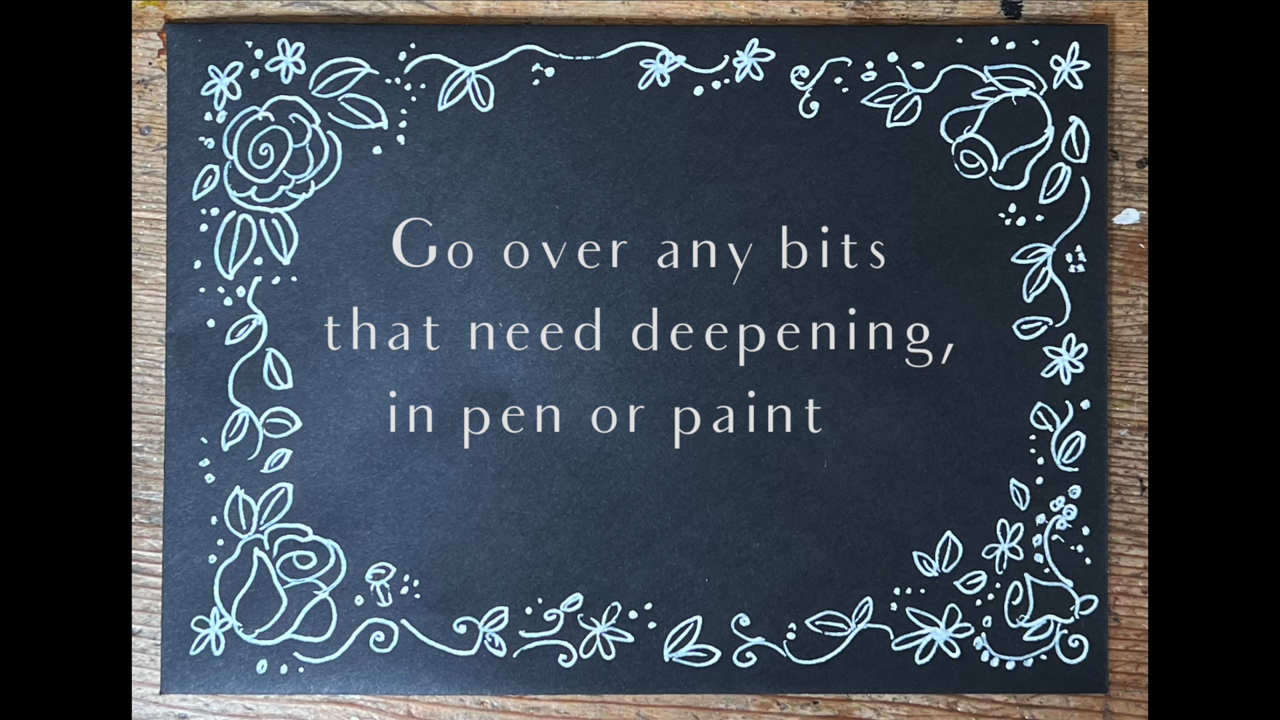 Go over any bits
that need deepening,
in pen or paint